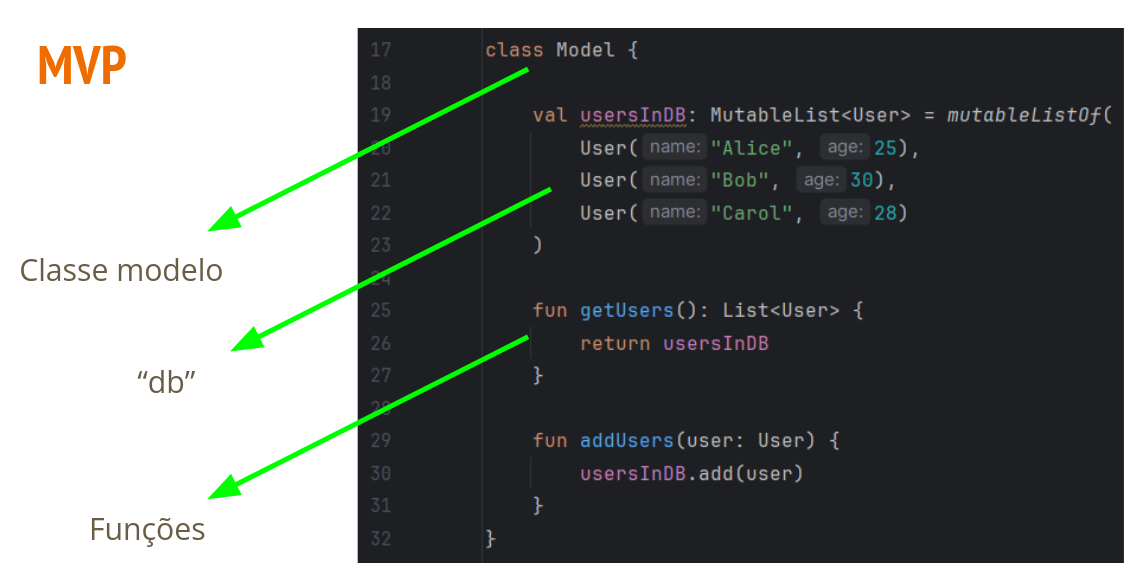 MVP
17 class Model {
18
19 val usersInDB: MutableList<User> = mutableListOf(
20 User( name: "Alice", age: 25),
21 User( name: "Bob", age: 30),
22 User( name: "Carol", age: 28)
23 )
24
25 fun getUsers(): List<User> {
26 return usersInDB
27 }
28
29 fun addUsers(user: User) {
30 usersInDB.add(user)
31 }
32 }
Classe modelo
“db”
Funções